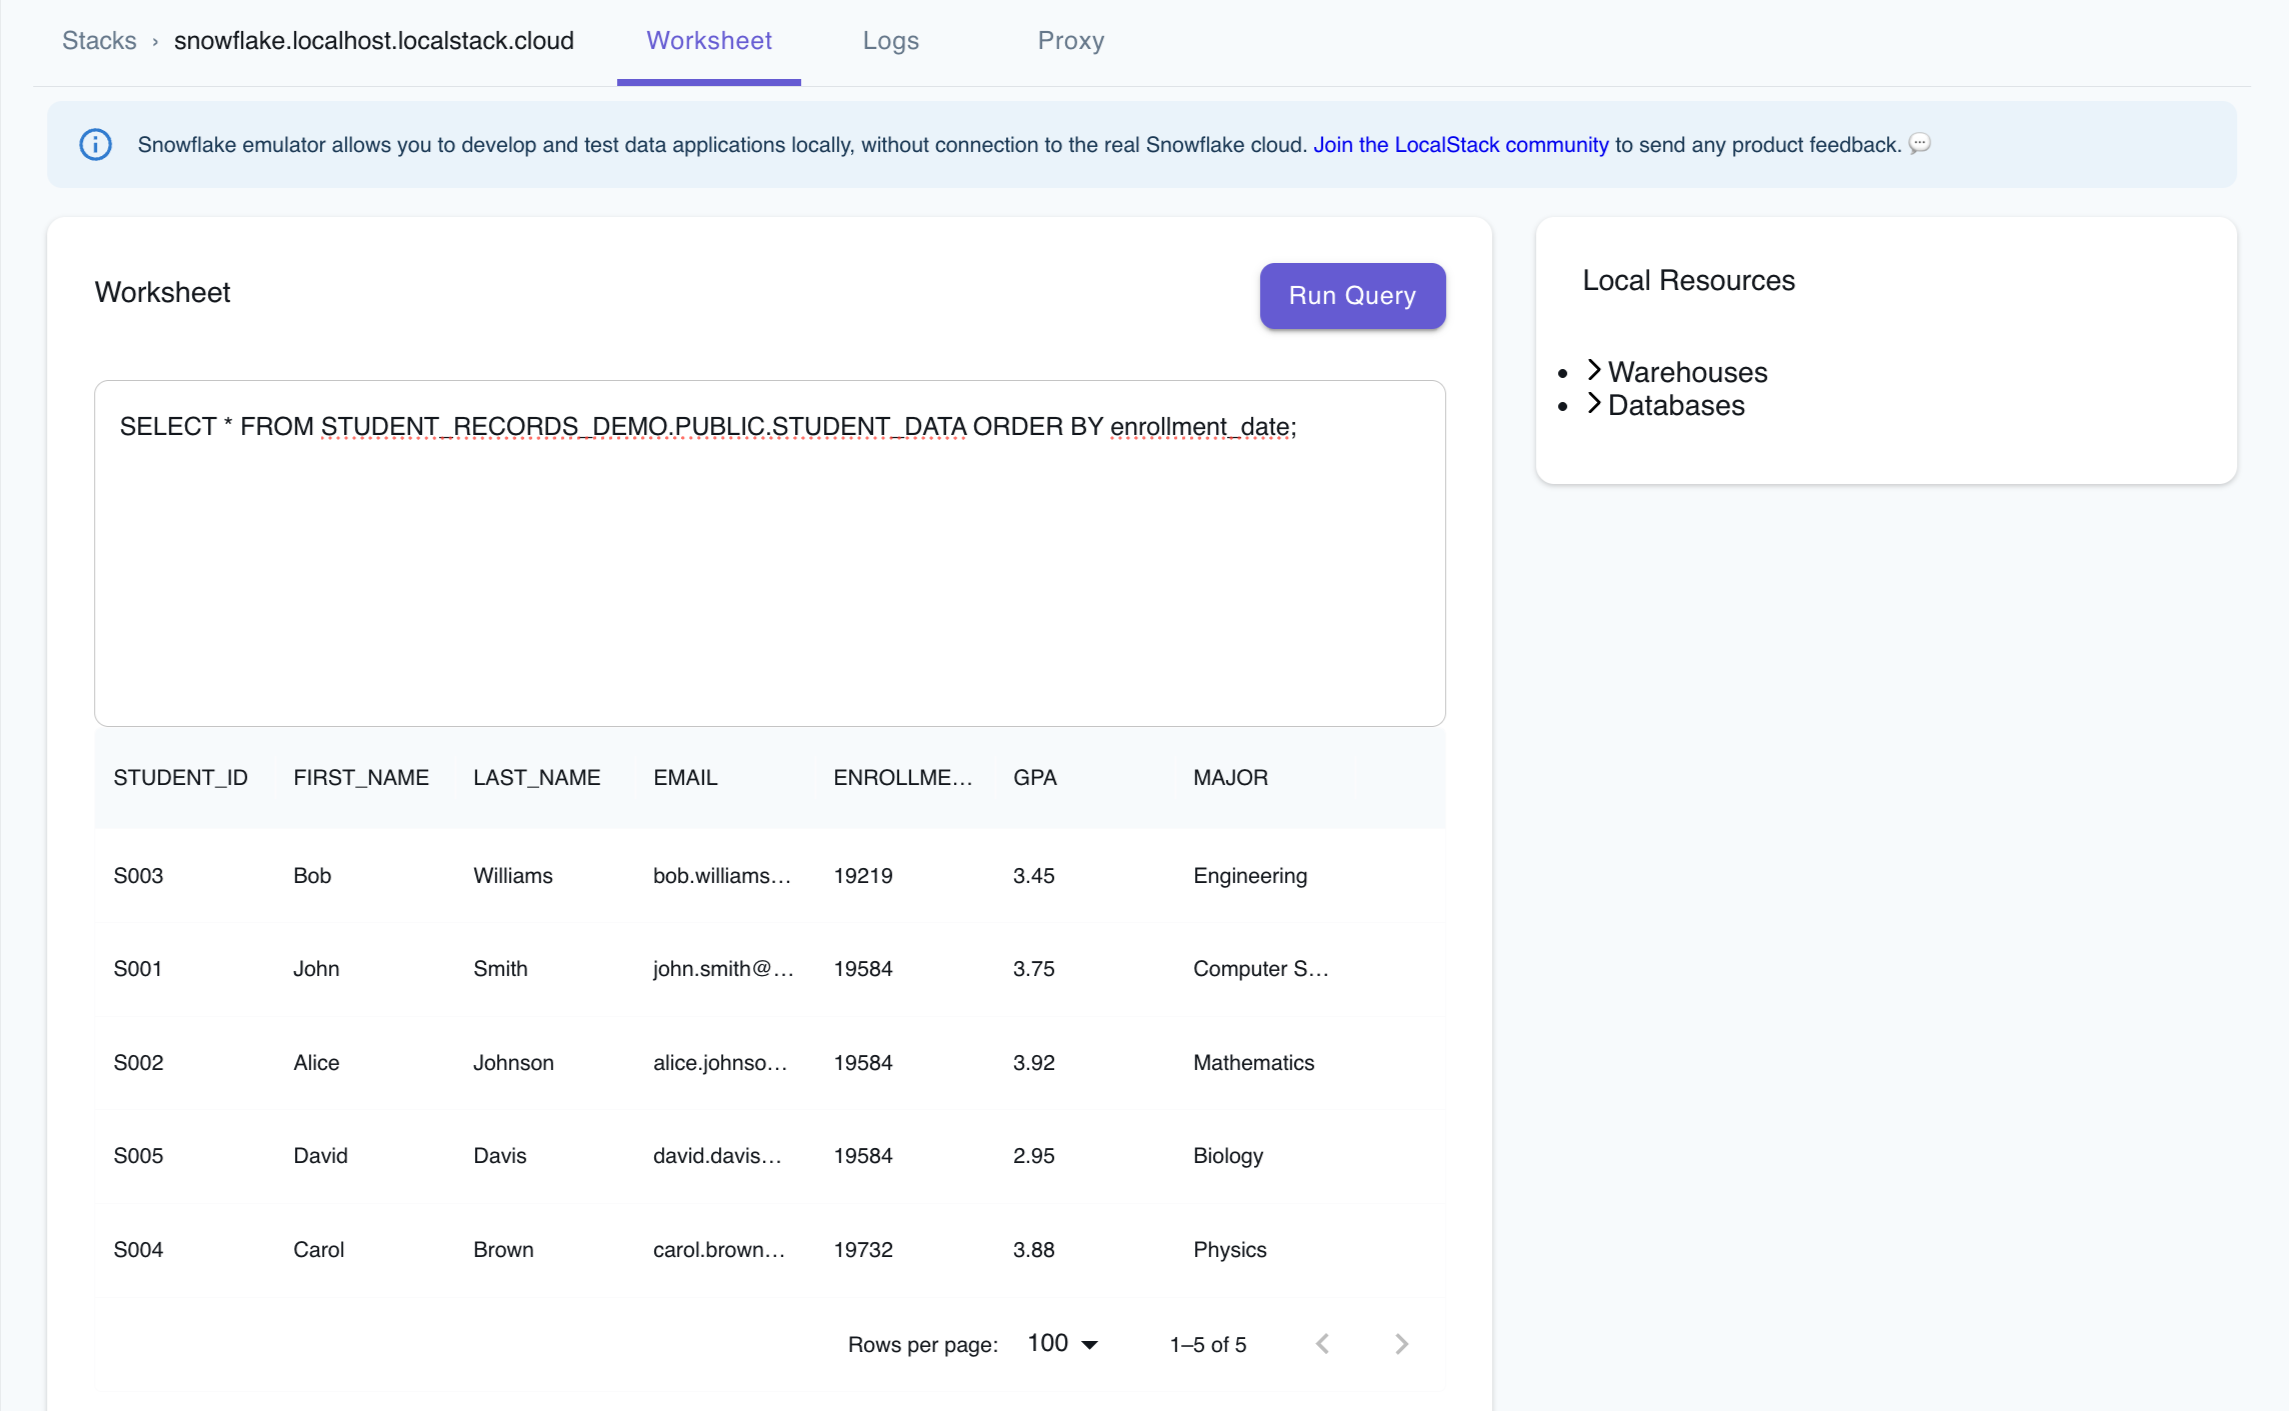 Stacks › snowflake.localhost.localstack.cloud Worksheet Logs Proxy
Snowflake emulator allows you to develop and test data applications locally, without connection to the real Snowflake cloud. Join the LocalStack community to send any product feedback. 💬
Worksheet
Run Query
SELECT * FROM STUDENT_RECORDS_DEMO.PUBLIC.STUDENT_DATA ORDER BY enrollment_date;
STUDENT_ID FIRST_NAME LAST_NAME EMAIL ENROLLME... GPA MAJOR
S003 Bob Williams bob.williams... 19219 3.45 Engineering
S001 John Smith john.smith@... 19584 3.75 Computer S...
S002 Alice Johnson alice.johnso... 19584 3.92 Mathematics
S005 David Davis david.davis... 19584 2.95 Biology
S004 Carol Brown carol.brown... 19732 3.88 Physics
Rows per page: 100 1–5 of 5
Local Resources
• Warehouses
• Databases